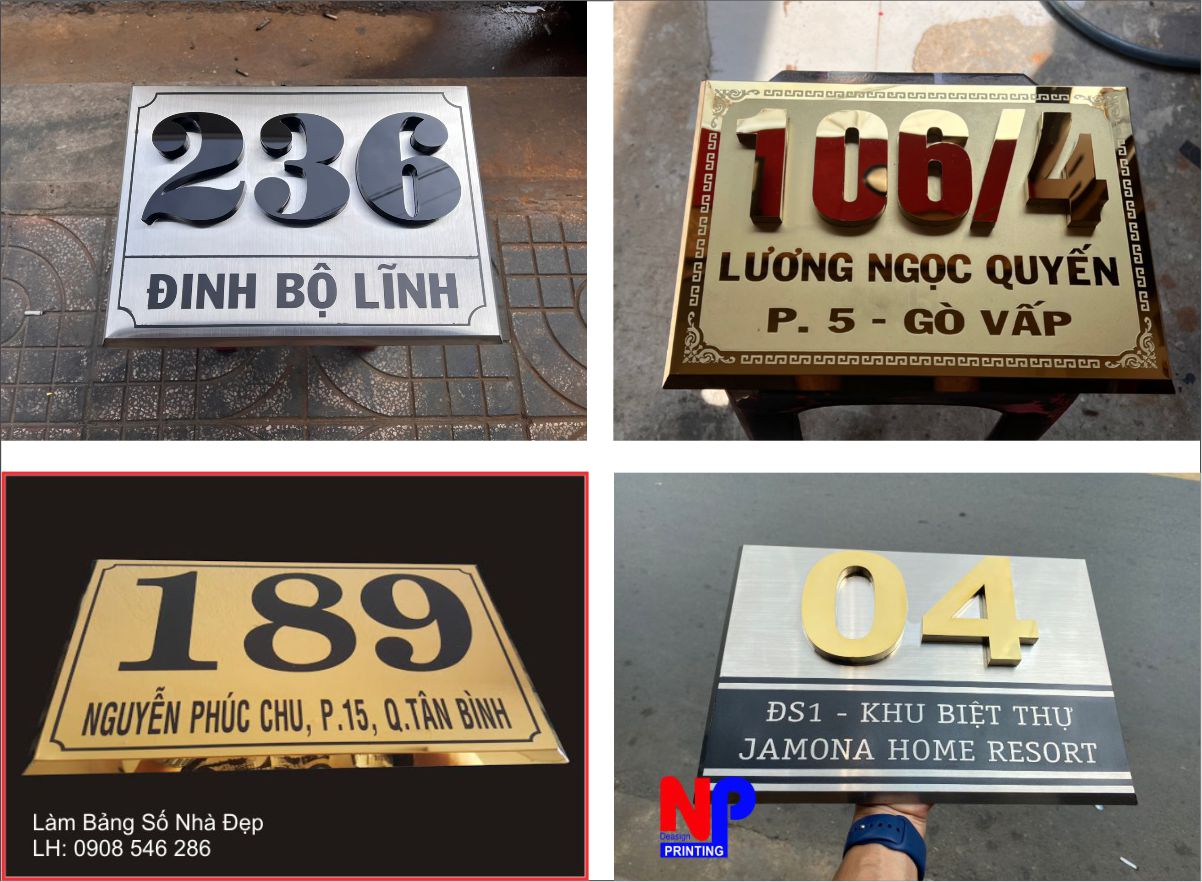 236
ĐINH BỘ LĨNH
106/4
LƯƠNG NGỌC QUYẾN
P. 5 - GÒ VẤP
189
NGUYỄN PHÚC CHU, P.15, Q.TÂN BÌNH
Làm Bảng Số Nhà Đẹp
LH: 0908 546 286
04
ĐS1 - KHU BIỆT THỰ
JAMONA HOME RESORT
NP
Deasign
PRINTING